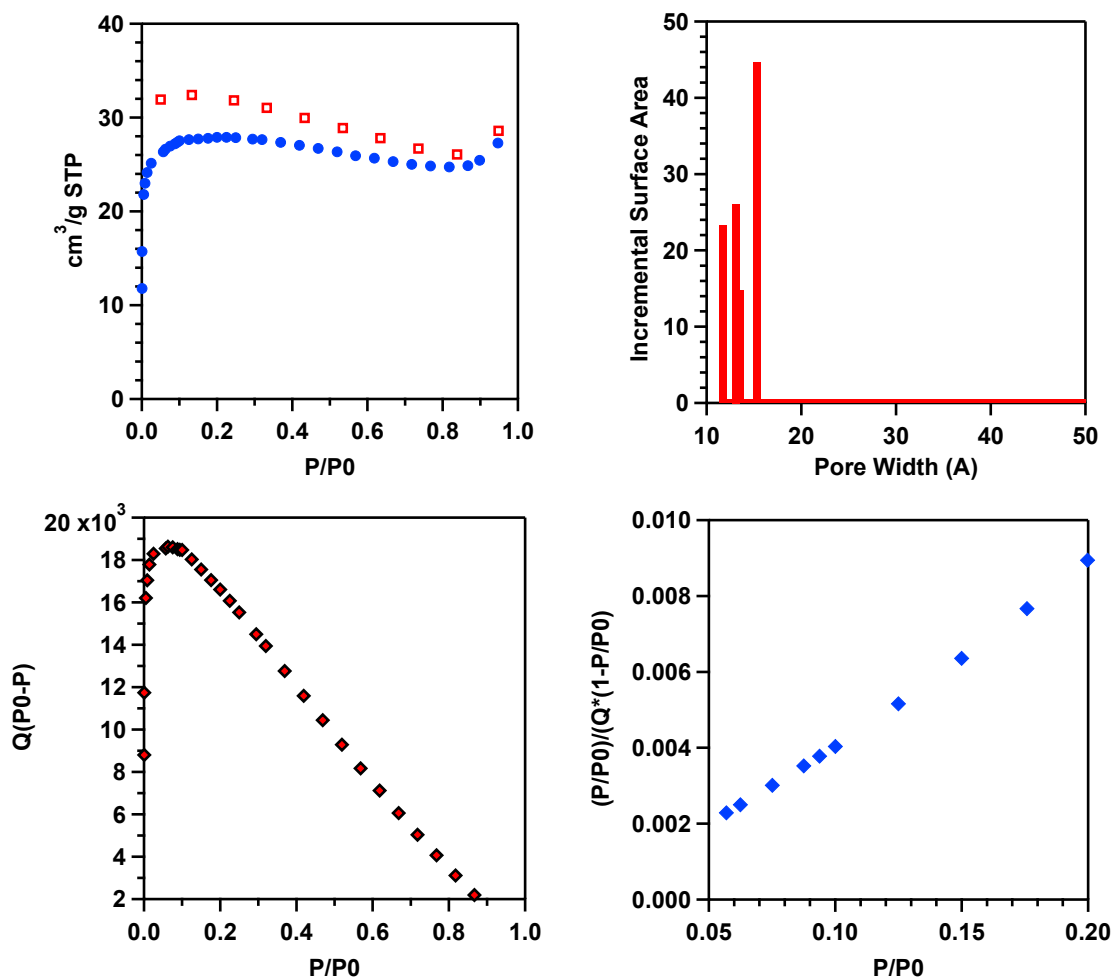 40
30
20
10
0
cm³/g STP
0.0 0.2 0.4 0.6 0.8 1.0
P/P0
50
40
30
20
10
0
Incremental Surface Area
10 20 30 40 50
Pore Width (A)
20 x10³
18
16
14
12
10
8
6
4
2
Q(P0-P)
0.0 0.2 0.4 0.6 0.8 1.0
P/P0
0.010
0.008
0.006
0.004
0.002
0.000
(P/P0)/(Q*(1-P/P0)
0.05 0.10 0.15 0.20
P/P0